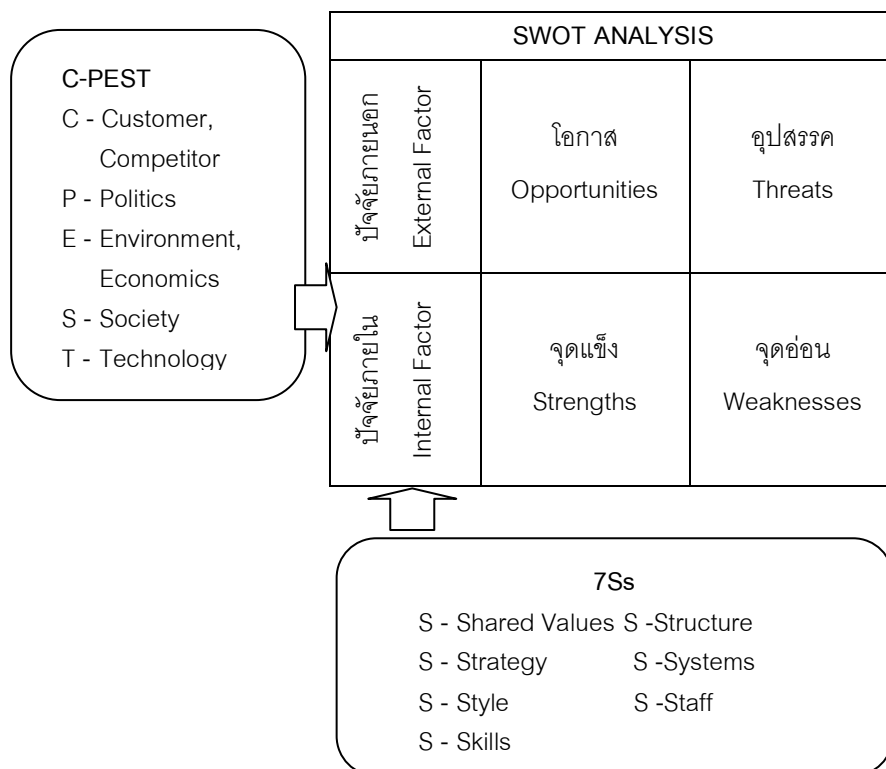 SWOT ANALYSIS
C-PEST
C - Customer,
Competitor
P - Politics
E - Environment,
Economics
S - Society
T - Technology
ปัจจัยภายนอก
External Factor
โอกาส
Opportunities
อุปสรรค
Threats
ปัจจัยภายใน
Internal Factor
จุดแข็ง
Strengths
จุดอ่อน
Weaknesses
7Ss
S - Shared Values S -Structure
S - Strategy S -Systems
S - Style S -Staff
S - Skills